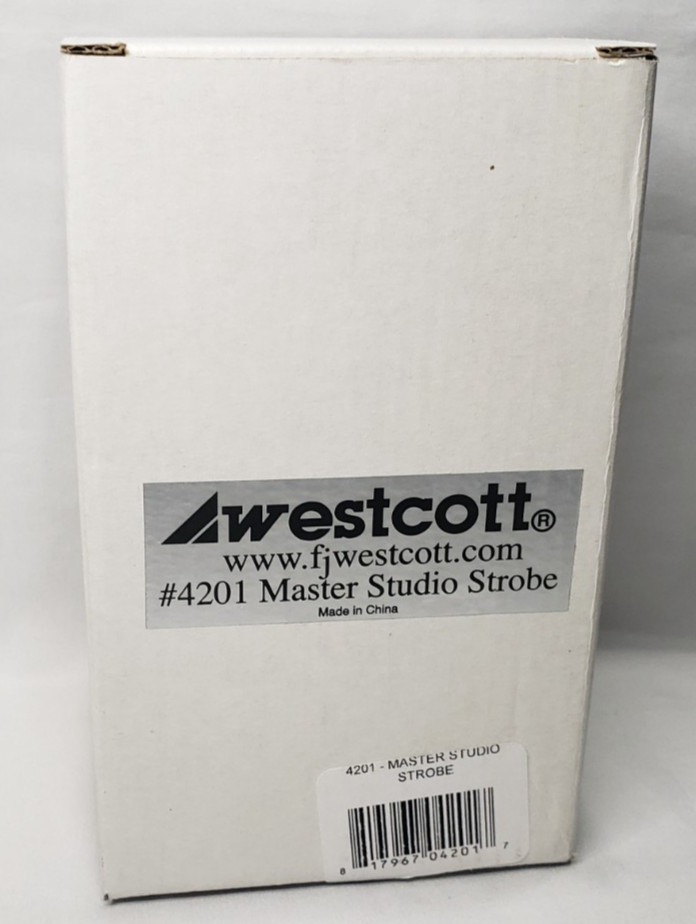 westcott®
www.fjwestcott.com
#4201 Master Studio Strobe
Made in China
4201 - MASTER STUDIO
STROBE
8 17967 04201 7